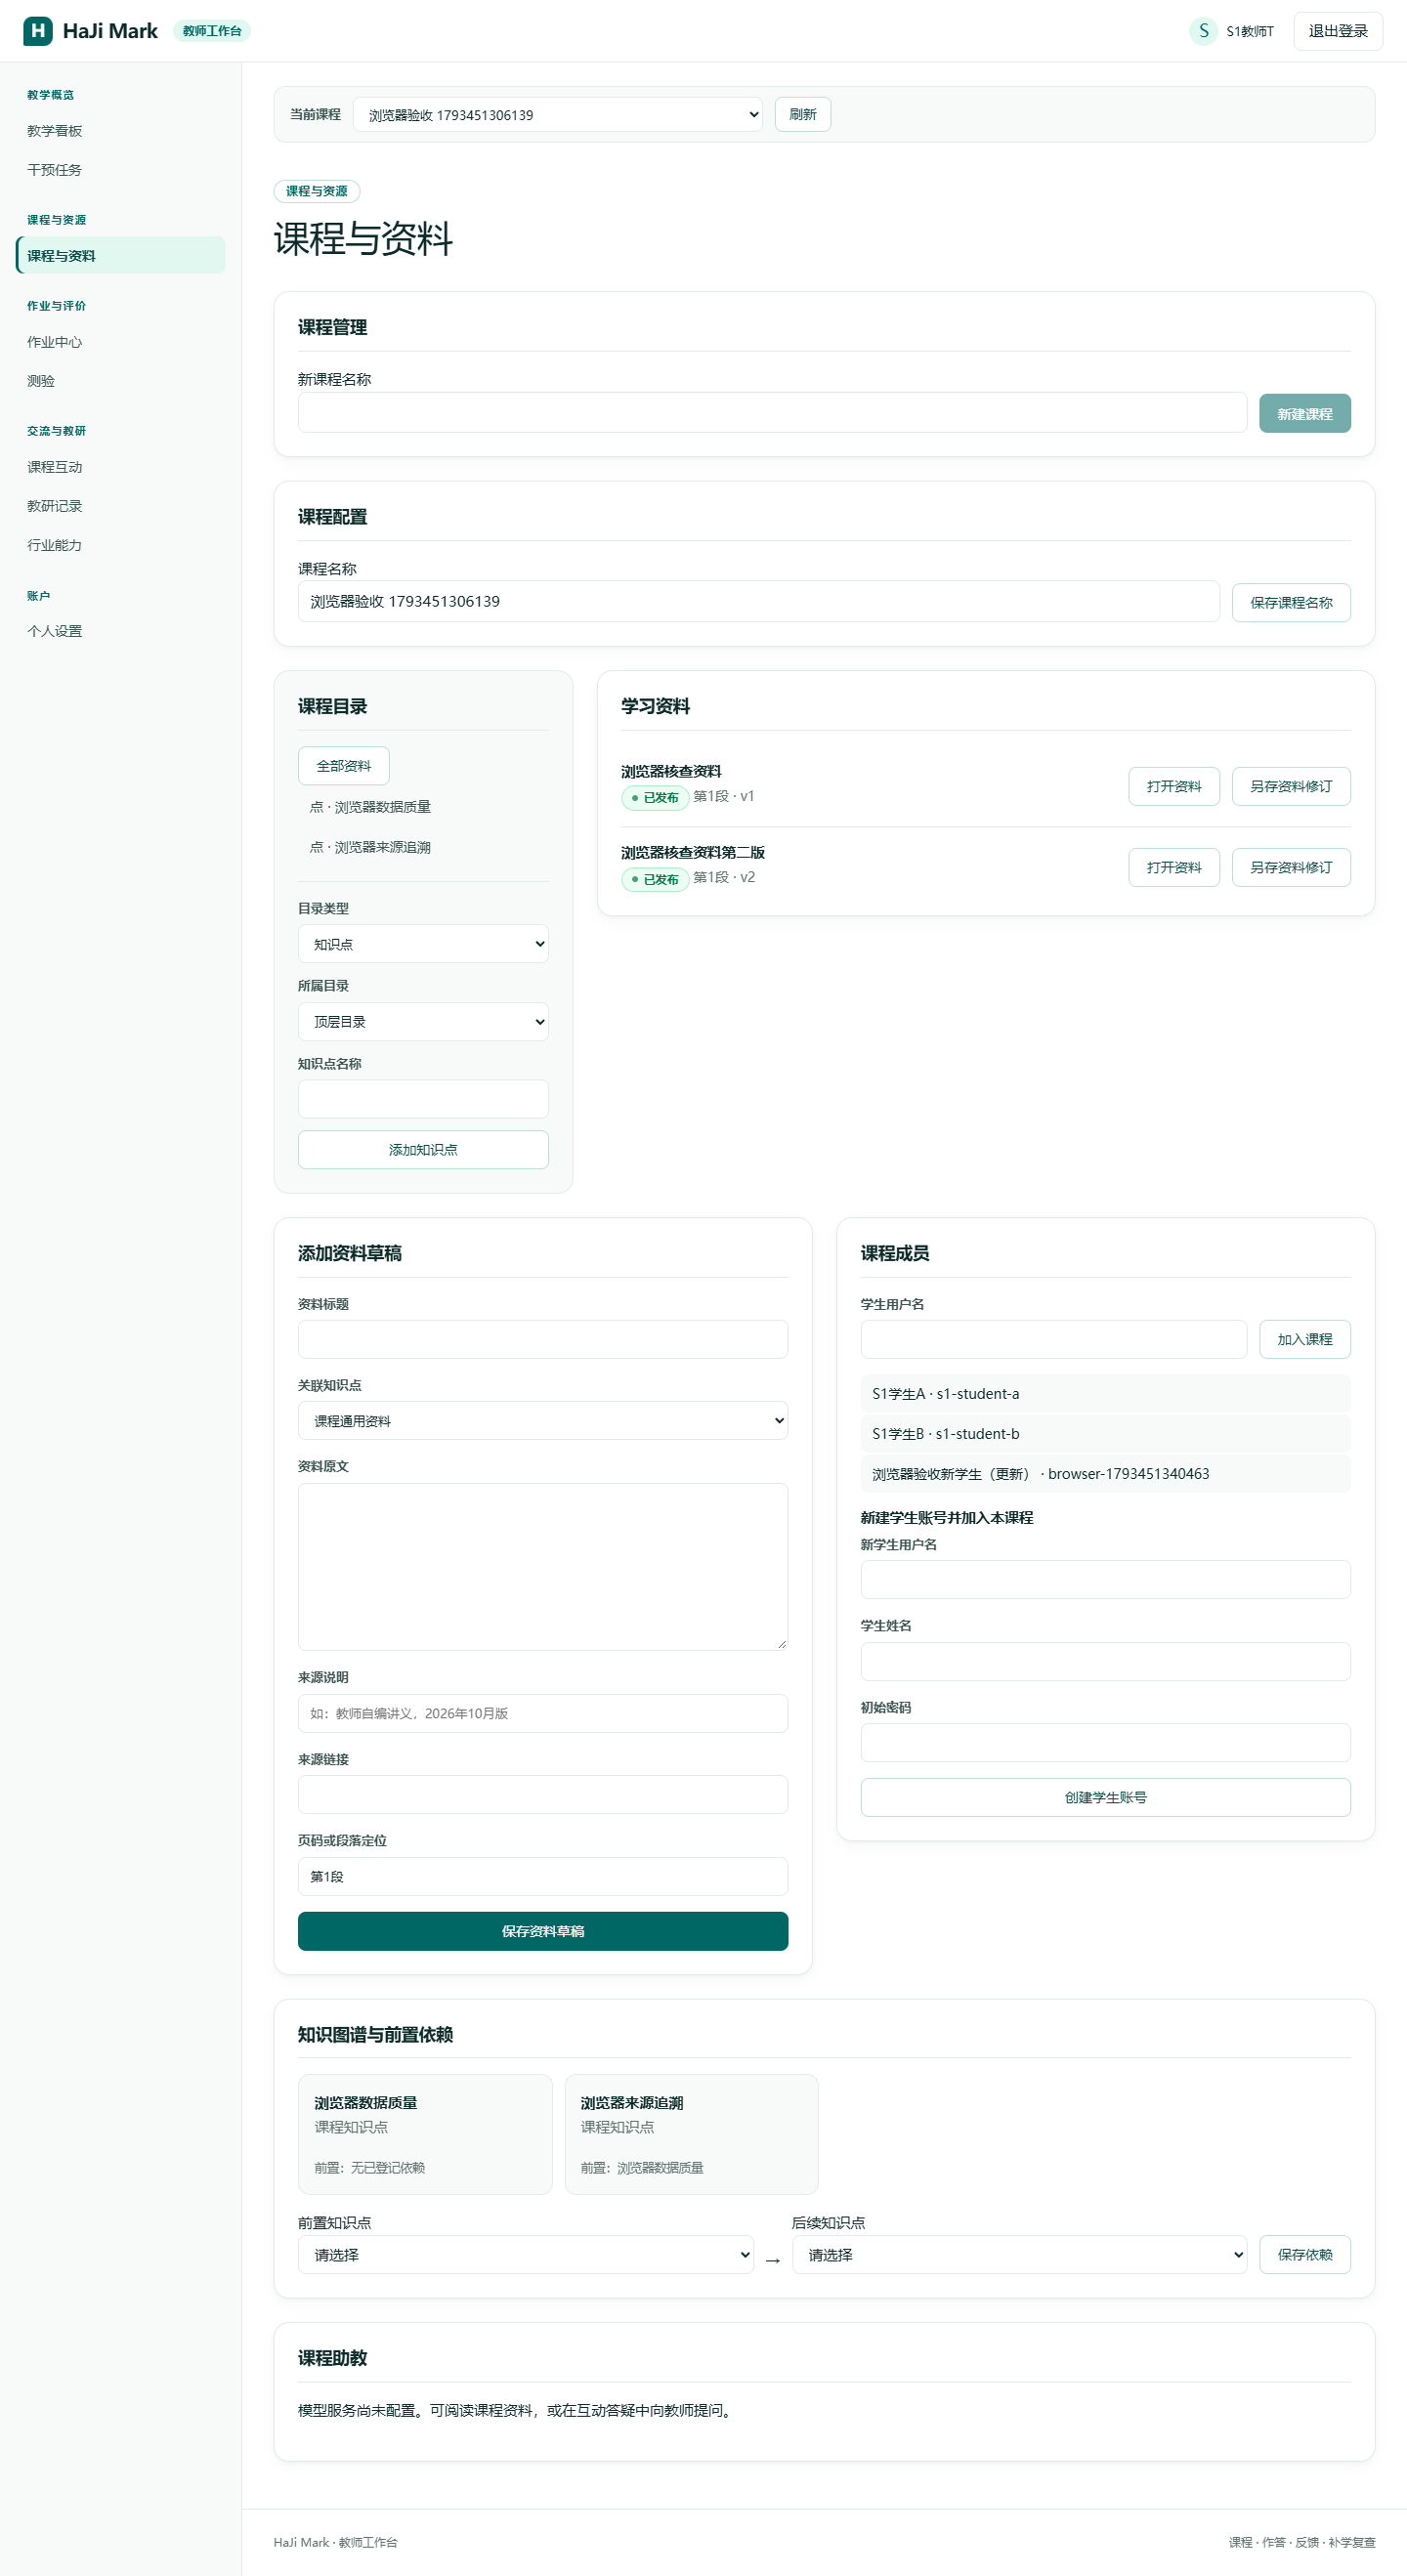 H HaJi Mark 教师工作台
S S1教师T 退出登录
教学概览
教学看板
干预任务
课程与资源
课程与资料
作业与评价
作业中心
测验
交流与教研
课程互动
教研记录
行业能力
账户
个人设置
当前课程 浏览器验收 1793451306139 刷新
课程与资源
课程与资料
课程管理
新课程名称
新建课程
课程配置
课程名称
浏览器验收 1793451306139 保存课程名称
课程目录
全部资料
点 · 浏览器数据质量
点 · 浏览器来源追溯
目录类型
知识点
所属目录
顶层目录
知识点名称
添加知识点
学习资料
浏览器核查资料
已发布 第1段 · v1
打开资料 另存资料修订
浏览器核查资料第二版
已发布 第1段 · v2
打开资料 另存资料修订
添加资料草稿
资料标题
关联知识点
课程通用资料
资料原文
来源说明
如：教师自编讲义，2026年10月版
来源链接
页码或段落定位
第1段
保存资料草稿
课程成员
学生用户名
加入课程
S1学生A · s1-student-a
S1学生B · s1-student-b
浏览器验收新学生（更新） · browser-1793451340463
新建学生账号并加入本课程
新学生用户名
学生姓名
初始密码
创建学生账号
知识图谱与前置依赖
浏览器数据质量
课程知识点
前置：无已登记依赖
浏览器来源追溯
课程知识点
前置：浏览器数据质量
前置知识点
请选择
→
后续知识点
请选择
保存依赖
课程助教
模型服务尚未配置。可阅读课程资料，或在互动答疑中向教师提问。
HaJi Mark · 教师工作台
课程 · 作答 · 反馈 · 补学复查